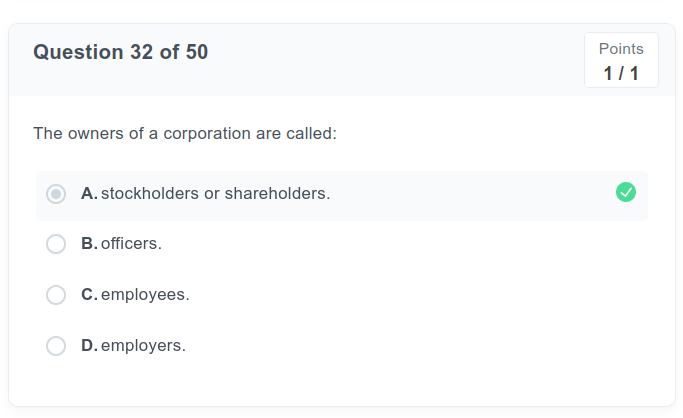 Question 32 of 50
Points
1 / 1
The owners of a corporation are called:
A. stockholders or shareholders.
B. officers.
C. employees.
D. employers.